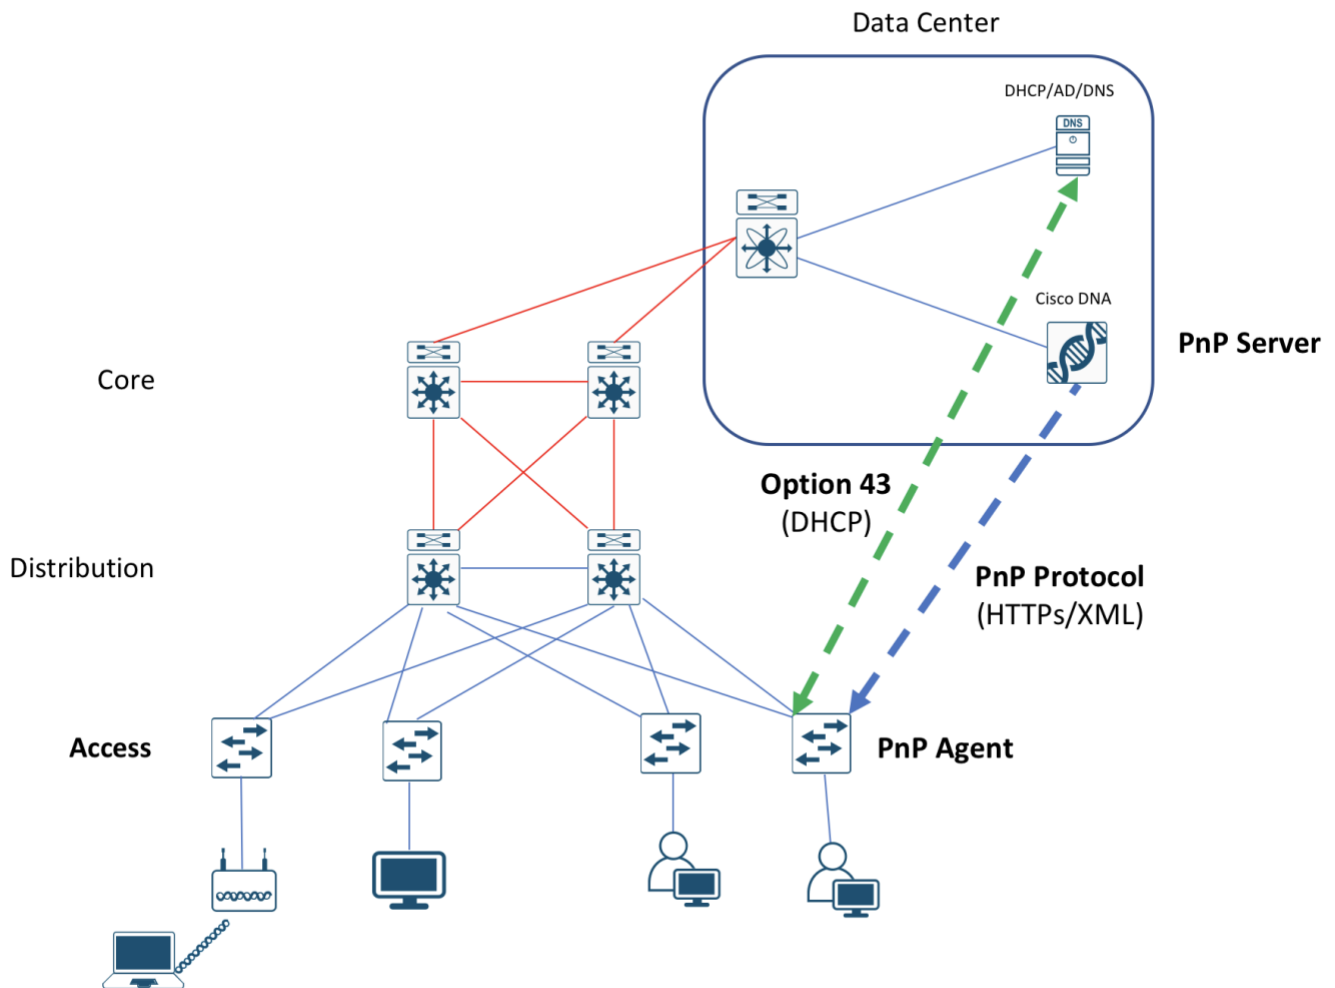 Data Center
DHCP/AD/DNS
DNS
Cisco DNA
PnP Server
Core
Option 43
(DHCP)
Distribution
PnP Protocol
(HTTPs/XML)
Access
PnP Agent